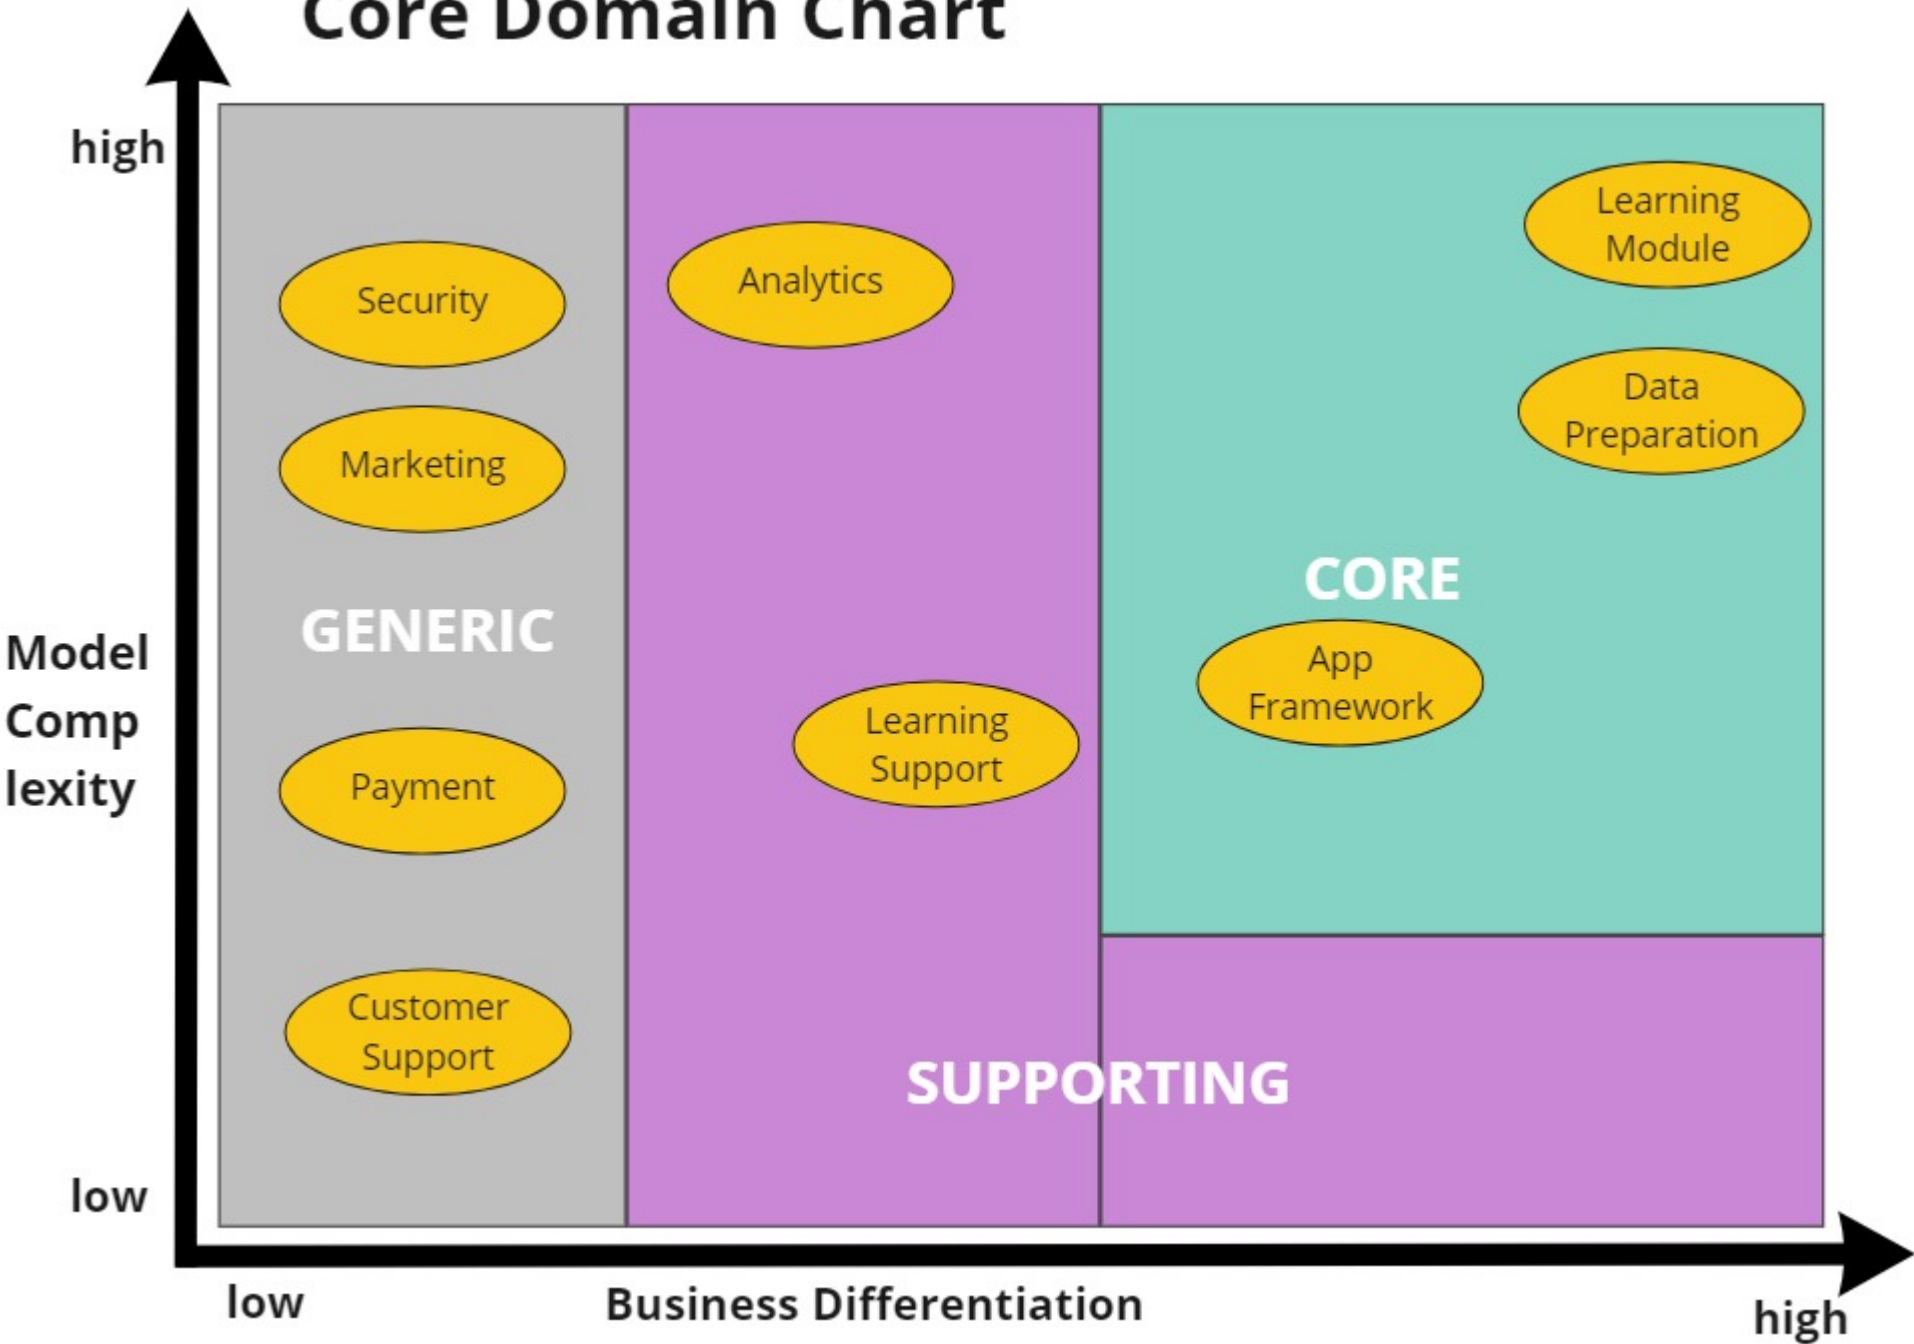 Core Domain Chart
high
Learning
Module
Security
Analytics
Data
Preparation
Marketing
CORE
GENERIC
Model
Comp
lexity
App
Framework
Learning
Support
Payment
Customer
Support
SUPPORTING
low
low
Business Differentiation
high